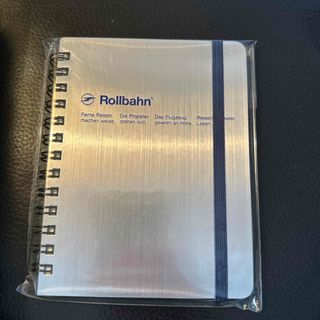 Rollbahn®
Ferne Reisen Die Propeller Das Flugzeug Reisen
machen weise. drehen sich. gewinnt an Höhe. Leben.